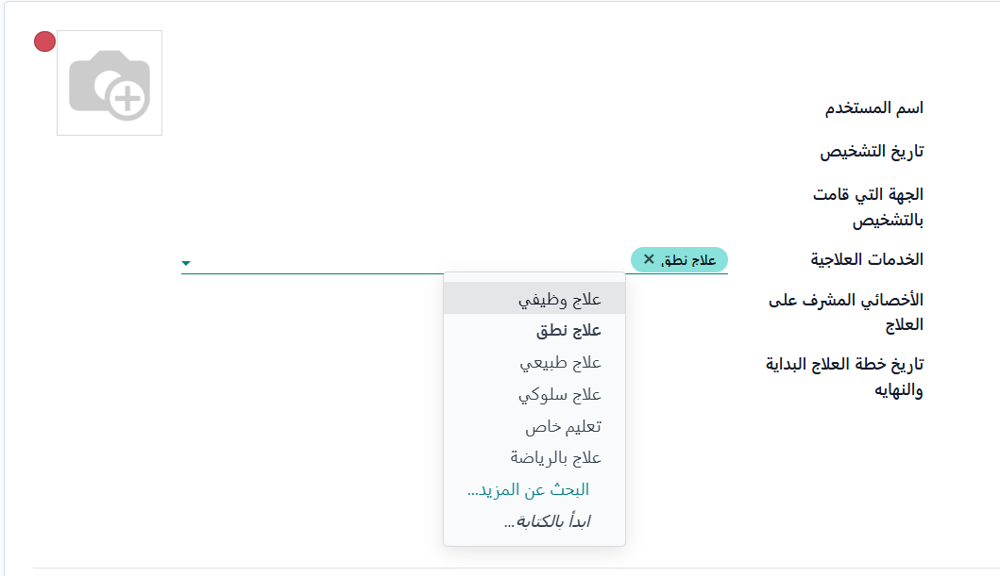 اسم المستخدم
تاريخ التشخيص
الجهة التي قامت
بالتشخيص
الخدمات العلاجية
علاج نطق
علاج وظيفي
علاج نطق
علاج طبيعي
علاج سلوكي
تعليم خاص
علاج بالرياضة
البحث عن المزيد...
ابدأ بالكتابة...
الأخصائي المشرف على
العلاج
تاريخ خطة العلاج البداية
والنهايه